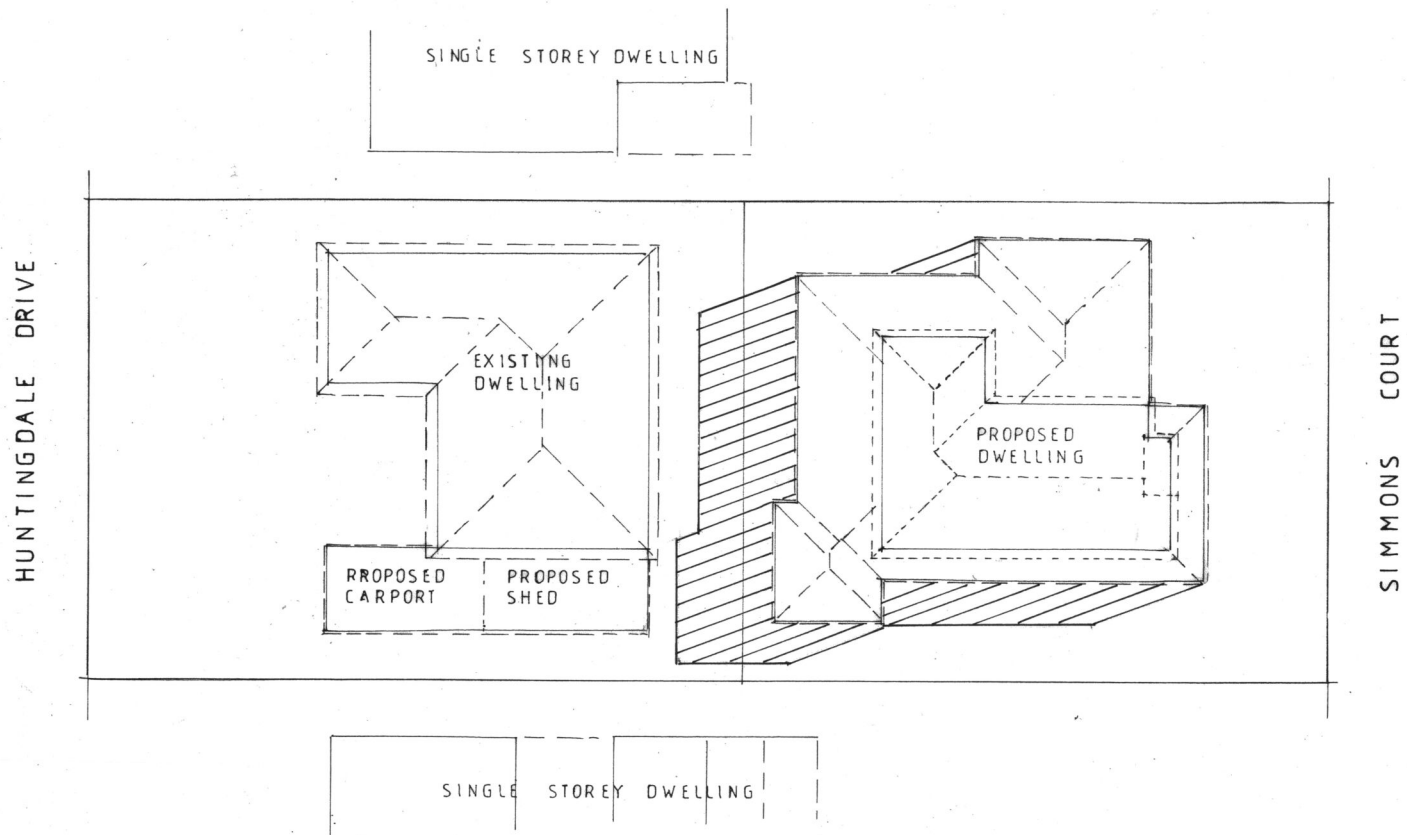 SINGLE STOREY DWELLING
HUNTINGDALE DRIVE
EXISTING
DWELLING
PROPOSED
DWELLING
SIMMONS COURT
RROPOSED
CARPORT
PROPOSED
SHED
SINGLE STOREY DWELLING